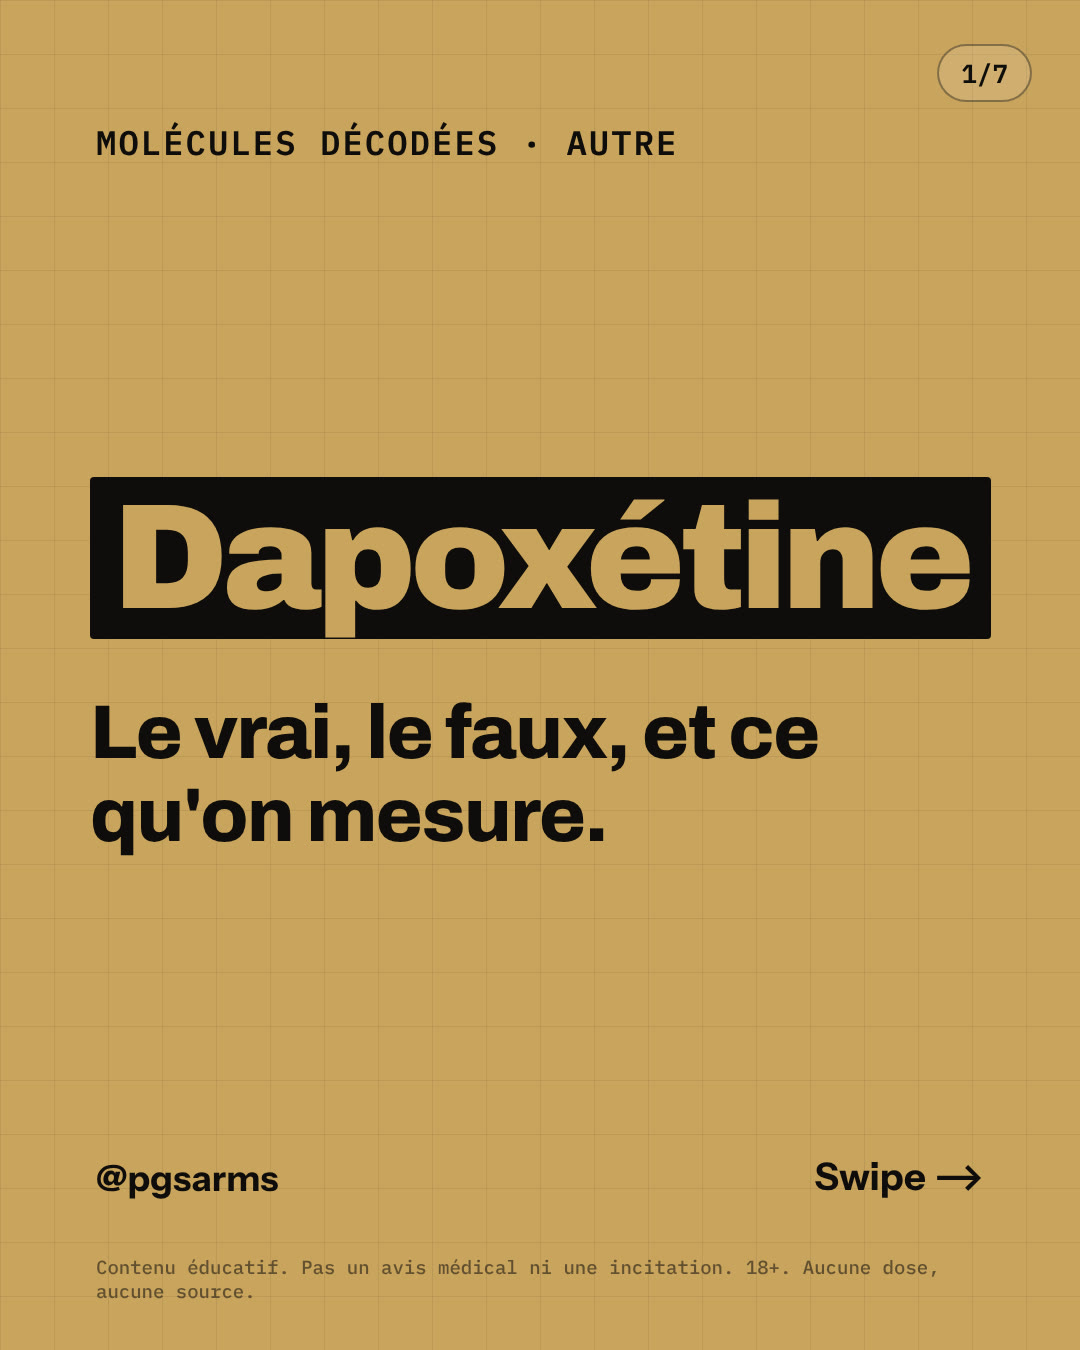 1/7
MOLÉCULES DÉCODÉES · AUTRE
Dapoxétine
Le vrai, le faux, et ce
qu'on mesure.
@pgsarms
Swipe →
Contenu éducatif. Pas un avis médical ni une incitation. 18+. Aucune dose,
aucune source.